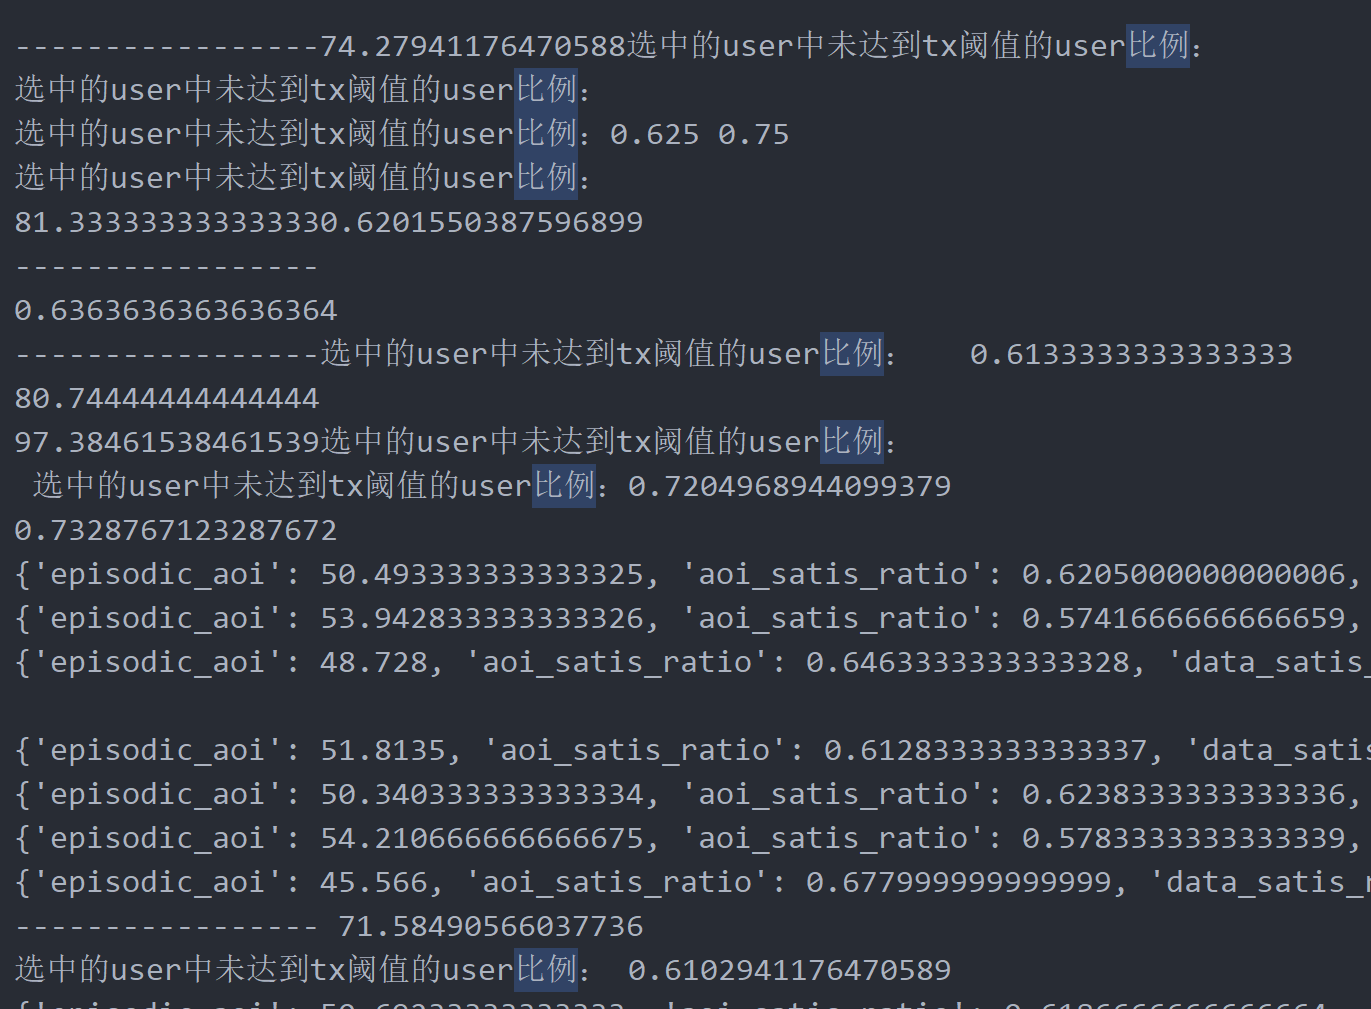 -----------------74.27941176470588选中的user中未达到tx阈值的user比例：
选中的user中未达到tx阈值的user比例：
选中的user中未达到tx阈值的user比例：0.625 0.75
选中的user中未达到tx阈值的user比例：
81.333333333333330.6201550387596899
-----------------
0.6363636363636364
-----------------选中的user中未达到tx阈值的user比例：   0.6133333333333333
80.74444444444444
97.38461538461539选中的user中未达到tx阈值的user比例：
 选中的user中未达到tx阈值的user比例：0.7204968944099379
0.7328767123287672
{'episodic_aoi': 50.493333333333325, 'aoi_satis_ratio': 0.6205000000000006,
{'episodic_aoi': 53.942833333333326, 'aoi_satis_ratio': 0.5741666666666659,
{'episodic_aoi': 48.728, 'aoi_satis_ratio': 0.6463333333333328, 'data_satis_
{'episodic_aoi': 51.8135, 'aoi_satis_ratio': 0.6128333333333337, 'data_satis
{'episodic_aoi': 50.340333333333334, 'aoi_satis_ratio': 0.6238333333333336,
{'episodic_aoi': 54.210666666666675, 'aoi_satis_ratio': 0.5783333333333339,
{'episodic_aoi': 45.566, 'aoi_satis_ratio': 0.677999999999999, 'data_satis_r
----------------- 71.58490566037736
选中的user中未达到tx阈值的user比例： 0.6102941176470589